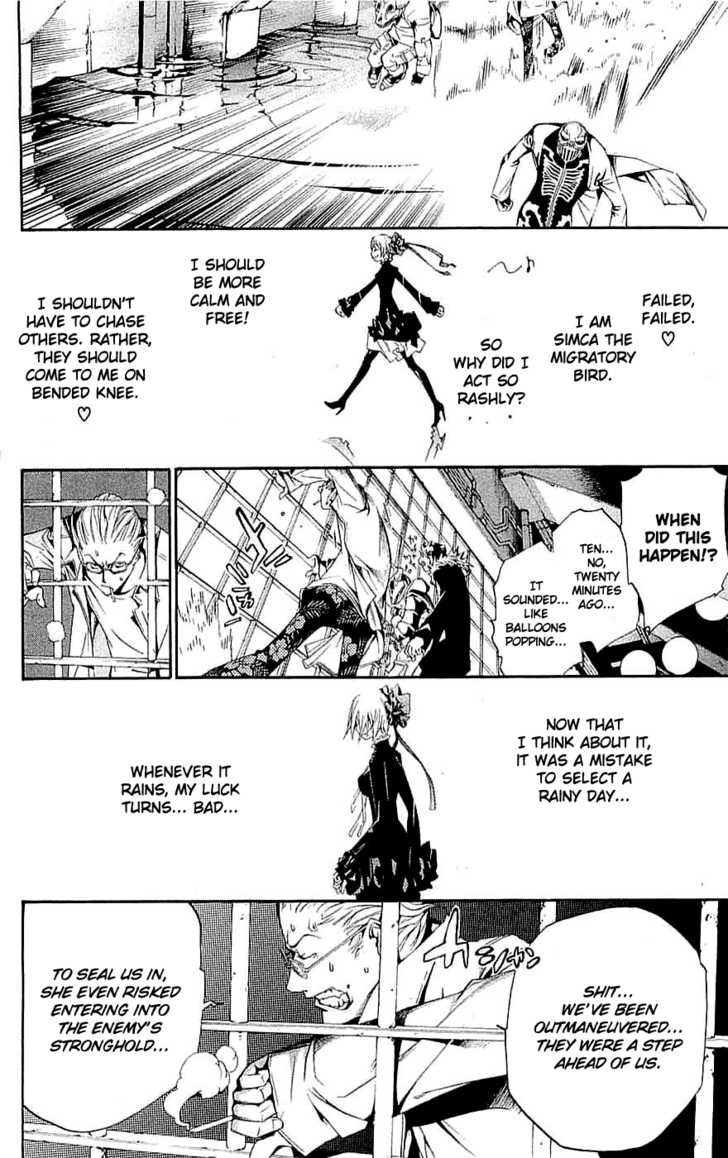 FAILED,
FAILED.
♡
I AM
SIMCA THE
MIGRATORY
BIRD.
SO
WHY DID I
ACT SO
RASHLY?
I SHOULD
BE MORE
CALM AND
FREE!
I SHOULDN'T
HAVE TO CHASE
OTHERS. RATHER,
THEY SHOULD
COME TO ME ON
BENDED KNEE.
♡
WHEN
DID THIS
HAPPEN!?
TEN...
NO,
TWENTY
MINUTES
AGO...
IT
SOUNDED...
LIKE
BALLOONS
POPPING...
NOW THAT
I THINK ABOUT IT,
IT WAS A MISTAKE
TO SELECT A
RAINY DAY...
WHENEVER IT
RAINS, MY LUCK
TURNS... BAD...
SHIT...
WE'VE BEEN
OUTMANEUVERED...
THEY WERE A STEP
AHEAD OF US.
TO SEAL US IN,
SHE EVEN RISKED
ENTERING INTO
THE ENEMY'S
STRONGHOLD...